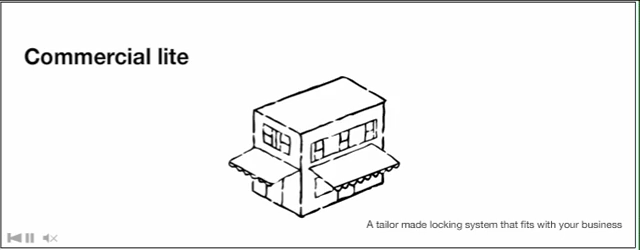 Commercial lite
A tailor made locking system that fits with your business